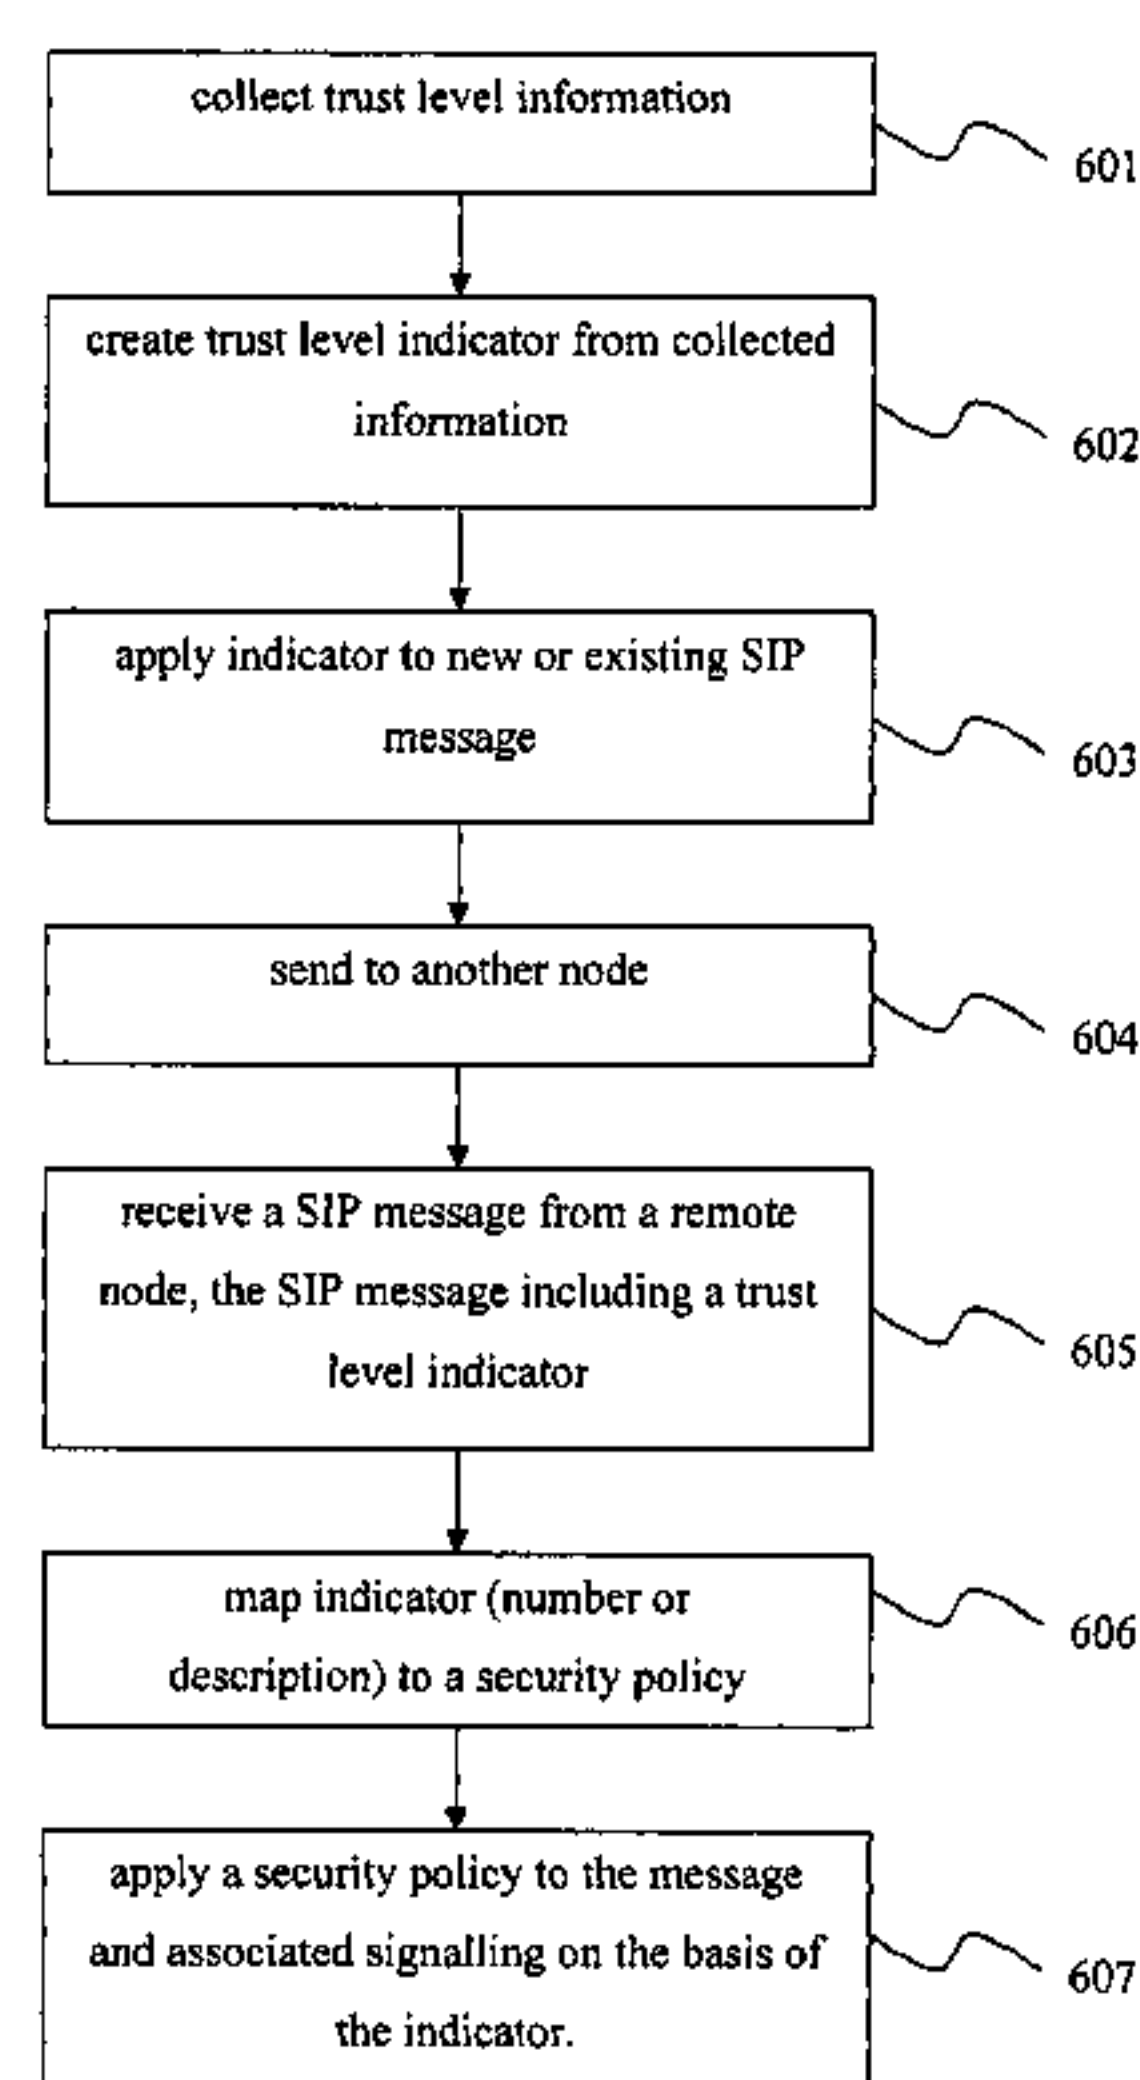 collect trust level information
601
create trust level indicator from collected
information
602
apply indicator to new or existing SIP
message
603
send to another node
604
receive a SIP message from a remote
node, the SIP message including a trust
level indicator
605
map indicator (number or
description) to a security policy
606
apply a security policy to the message
and associated signalling on the basis of
the indicator.
607